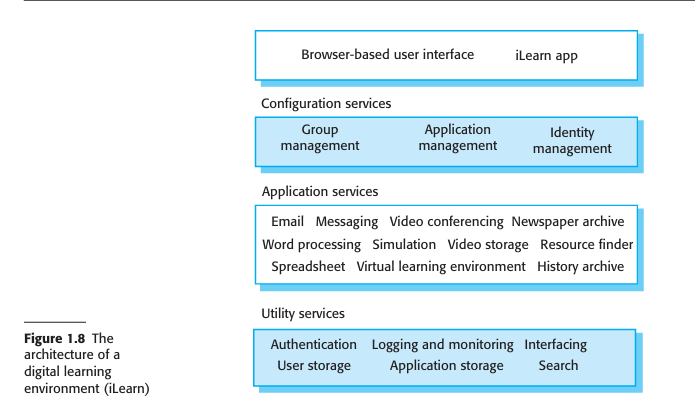 Browser-based user interface iLearn app
Configuration services
Group management
Application management
Identity management
Application services
Email Messaging Video conferencing Newspaper archive
Word processing Simulation Video storage Resource finder
Spreadsheet Virtual learning environment History archive
Utility services
Authentication Logging and monitoring Interfacing
User storage Application storage Search
Figure 1.8 The
architecture of a
digital learning
environment (iLearn)